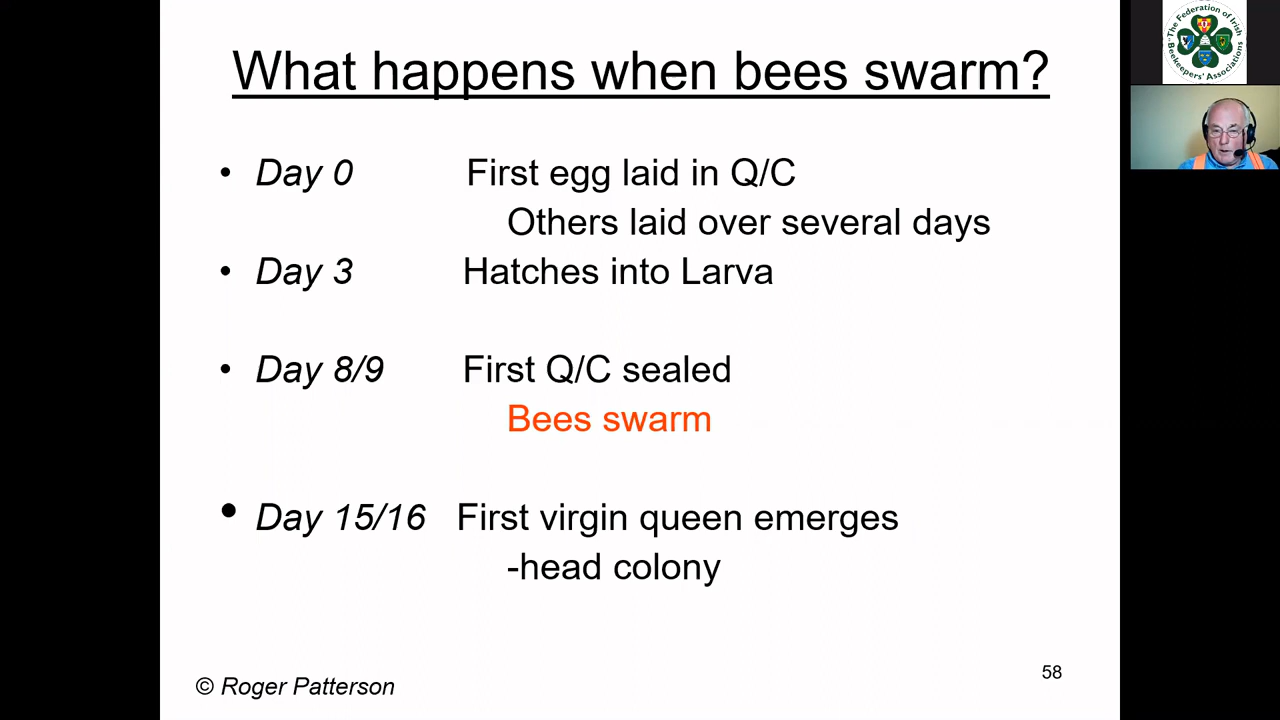 What happens when bees swarm?
• Day 0 First egg laid in Q/C
Others laid over several days
• Day 3 Hatches into Larva
• Day 8/9 First Q/C sealed
Bees swarm
• Day 15/16 First virgin queen emerges
-head colony
© Roger Patterson
58
The Federation of Irish
Beekeepers' Associations